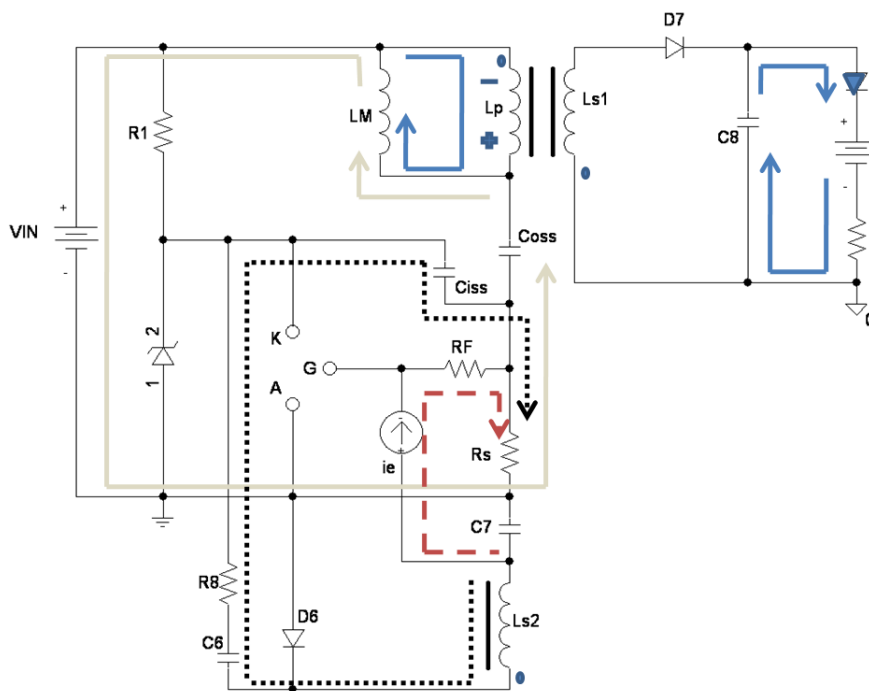 D7
Ls1
Lp
LM
C8
R1
+
-
+
-
VIN
Coss
Ciss
2
1
K
G
A
RF
ie
-
+
Rs
C7
R8
C6
D6
Ls2